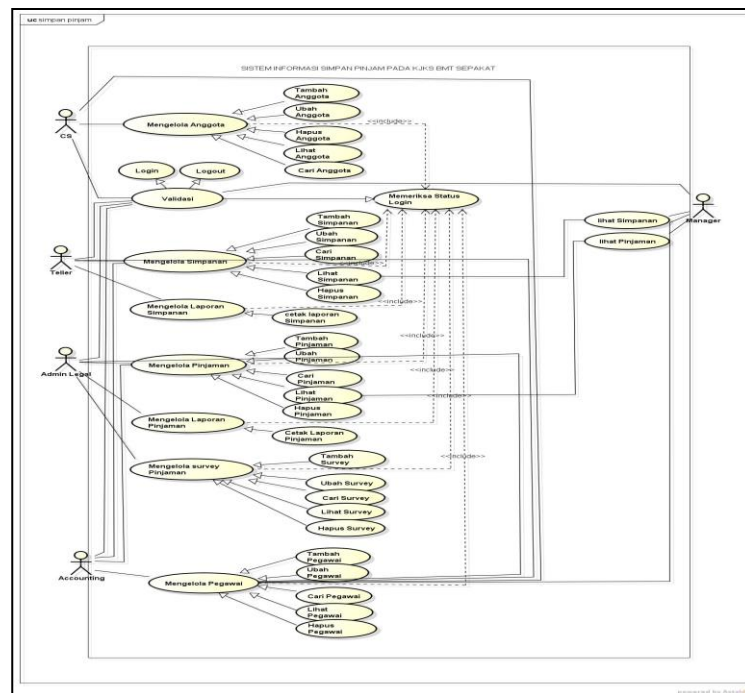 uc simpan pinjam
SISTEM INFORMASI SIMPAN PINJAM PADA KJKS BMT SEPAKAT
Tambah
Anggota
Ubah
Anggota
CS
Mengelola Anggota
<<include>>
Hapus
Anggota
Lihat
Anggota
Cari Anggota
Login
Logout
Validasi
Memeriksa Status
Login
Manager
lihat Simpanan
lihat Pinjaman
Tambah
Simpanan
Ubah
Simpanan
Cari
Simpanan
Teller
Mengelola Simpanan
<<include>>
Lihat
Simpanan
Hapus
Simpanan
Mengelola Laporan
Simpanan
<<include>>
<<include>>
cetak laporan
Simpanan
Tambah
Pinjaman
<<include>>
Ubah
Pinjaman
Admin Legal
Mengelola Pinjaman
<<include>>
Cari
Pinjaman
Lihat
Pinjaman
Hapus
Pinjaman
Mengelola Laporan
Pinjaman
Cetak Laporan
Pinjaman
Tambah
Survey
<<include>>
<<include>>
Mengelola survey
Pinjaman
Ubah Survey
Cari Survey
Lihat Survey
Hapus Survey
Tambah
Pegawai
Ubah
Pegawai
Accounting
Mengelola Pegawai
Cari Pegawai
Lihat
Pegawai
Hapus
Pegawai
powered by